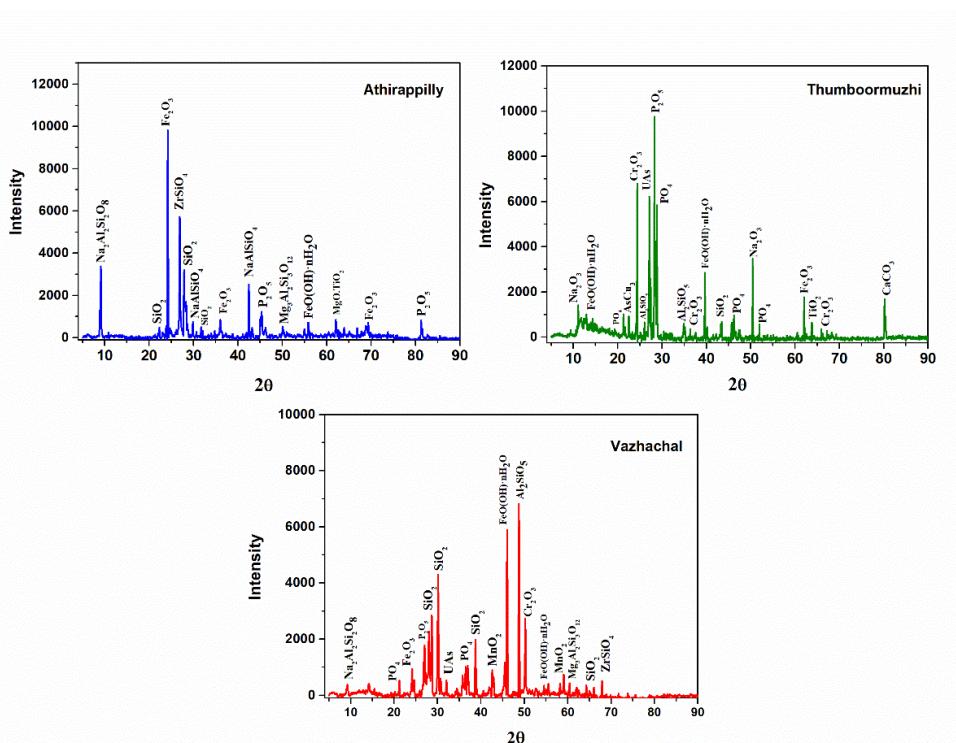 Athirappilly
Intensity
12000
10000
8000
6000
4000
2000
0
Na₂Al₂Si₂O₈
SiO₂
Fe₂O₃
ZrSiO₄
SiO₂
NaAlSiO₄
SiO₂
Fe₂O₃
NaAlSiO₄
P₂O₅
Mg₃Al₂Si₃O₁₂
FeO(OH)·nH₂O
MgO.TiO₂
Fe₂O₃
P₂O₅
10 20 30 40 50 60 70 80 90
2θ
Thumboormuzhi
Intensity
12000
10000
8000
6000
4000
2000
0
Na₂O₃
FeO(OH)·nH₂O
PO₄
AsCu₃
Cr₂O₃
UAs
P₂O₅
PO₄
Al₂SiO₅
Cr₂O₃
FeO(OH)·nH₂O
SiO₂
PO₄
Na₂O₃
PO₄
Fe₂O₃
TiO₂
Cr₂O₃
CaCO₃
10 20 30 40 50 60 70 80 90
2θ
Vazhachal
Intensity
10000
8000
6000
4000
2000
0
Na₂Al₂Si₂O₈
PO₄
Fe₂O₃
P₂O₅
SiO₂
SiO₂
UAs
PO₄
SiO₂
MnO₂
FeO(OH)·nH₂O
Al₂SiO₅
Cr₂O₃
FeO(OH)·nH₂O
MnO₂
Mg₃Al₂Si₃O₁₂
SiO₂
ZrSiO₄
10 20 30 40 50 60 70 80 90
2θ